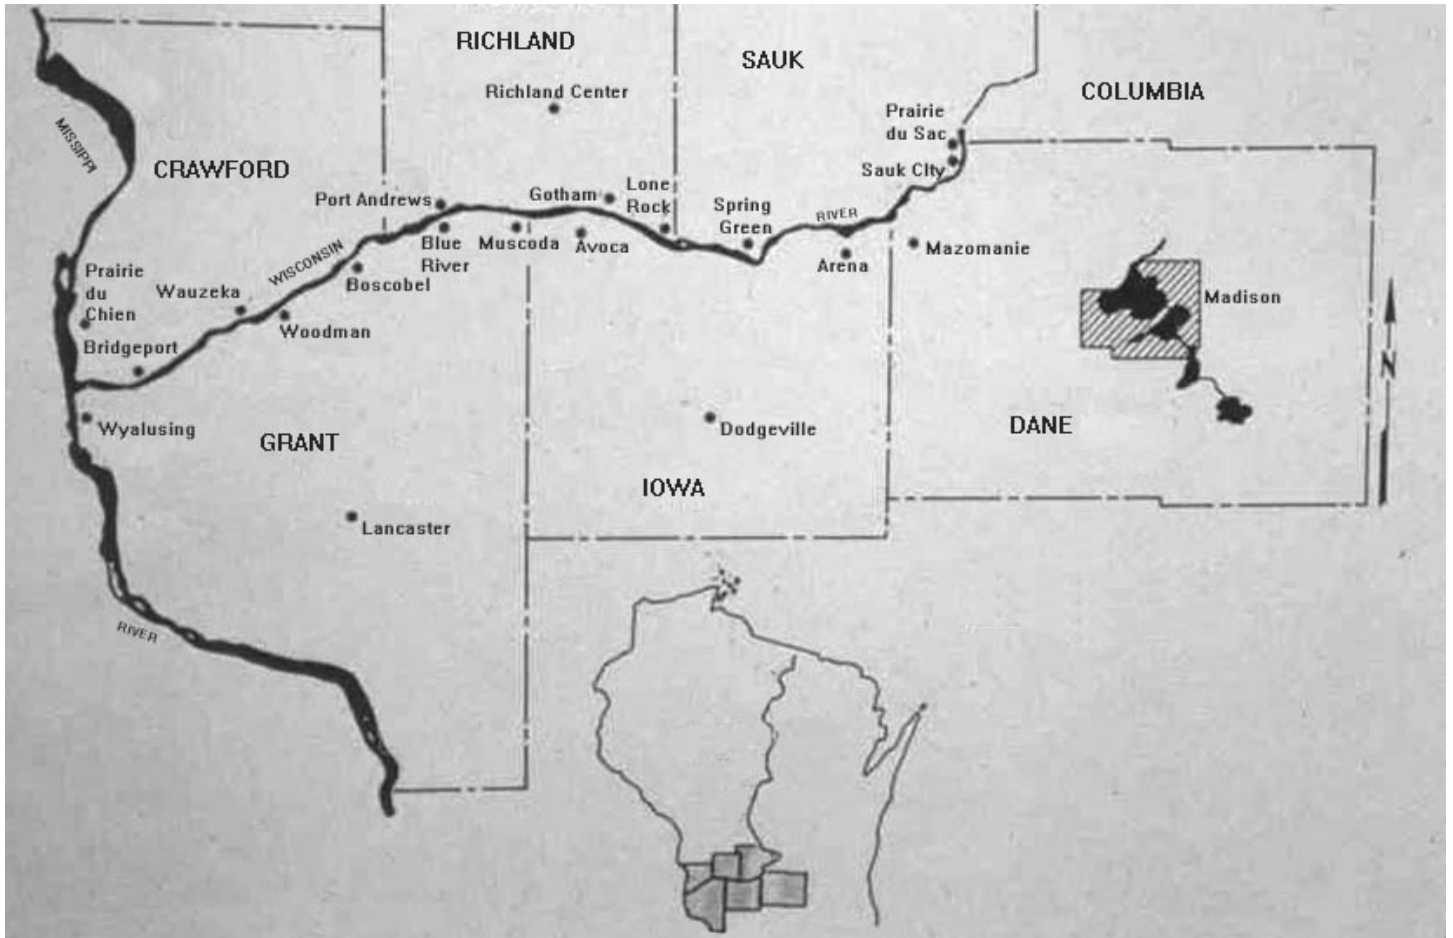 RICHLAND
SAUK
Richland Center
COLUMBIA
Prairie
du Sac
MISSIPPI
CRAWFORD
Sauk CIty
Port Andrews
Gotham
Lone
Rock
Spring
Green
RIVER
Blue
River
Muscoda
Avoca
Arena
Mazomanie
WISCONSIN
Prairie
du
Chien
Wauzeka
Boscobel
Madison
Woodman
Bridgeport
N
Wyalusing
GRANT
Dodgeville
DANE
IOWA
Lancaster
RIVER